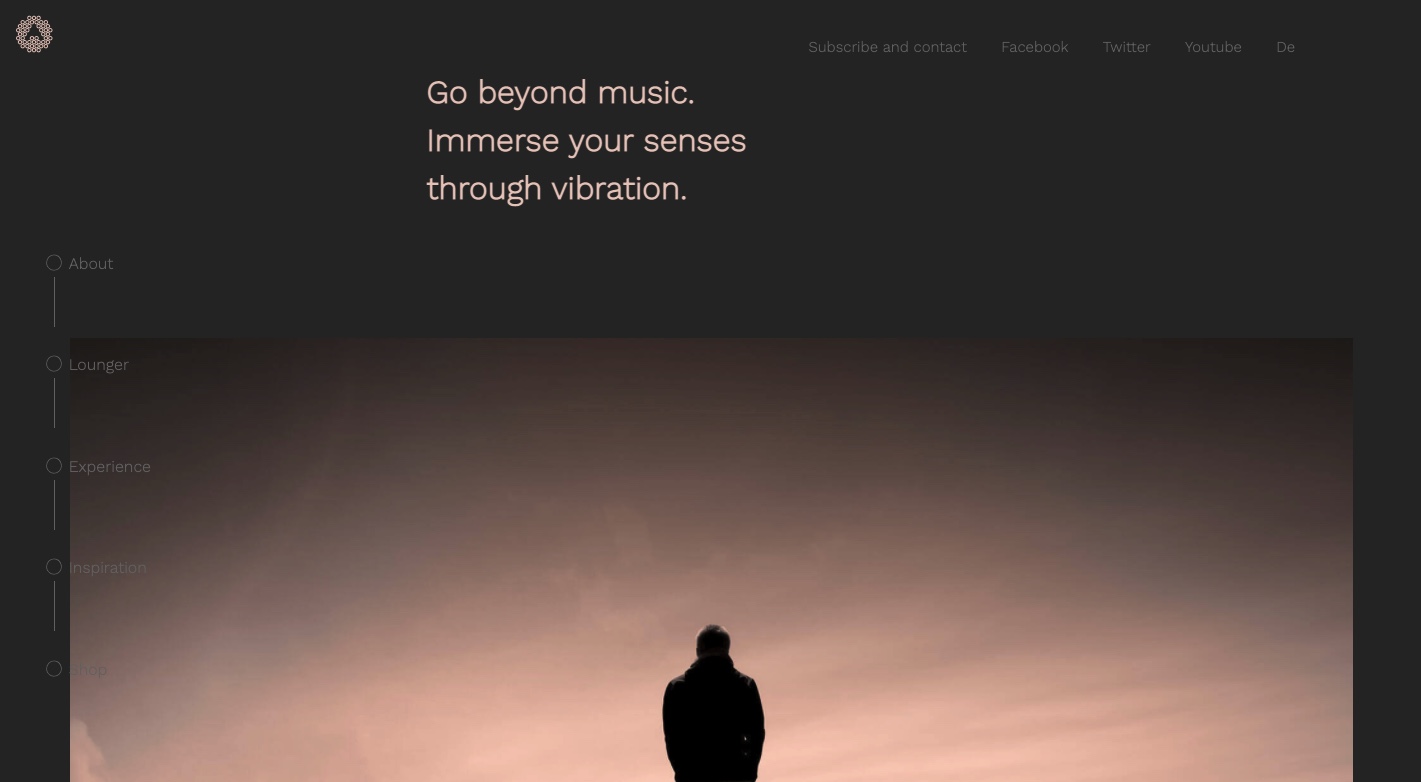 Subscribe and contact Facebook Twitter Youtube De
Go beyond music.
Immerse your senses
through vibration.
About
Lounger
Experience
Inspiration
Shop